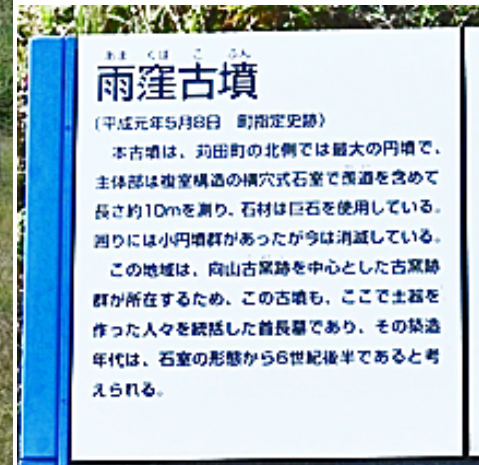 あま くぼ こ ふん
雨窪古墳
(平成元年5月8日 町指定史跡)
本古墳は、苅田町の北側では最大の円墳で、
主体部は複室構造の横穴式石室で羨道を含めて
長さ約10mを測り、石材は巨石を使用している。
回りには小円墳群があったが今は消滅している。
この地域は、向山古窯跡を中心とした古窯跡
群が所在するため、この古墳も、ここで土器を
作った人々を統括した首長墓であり、その築造
年代は、石室の形態から6世紀後半であると考
えられる。